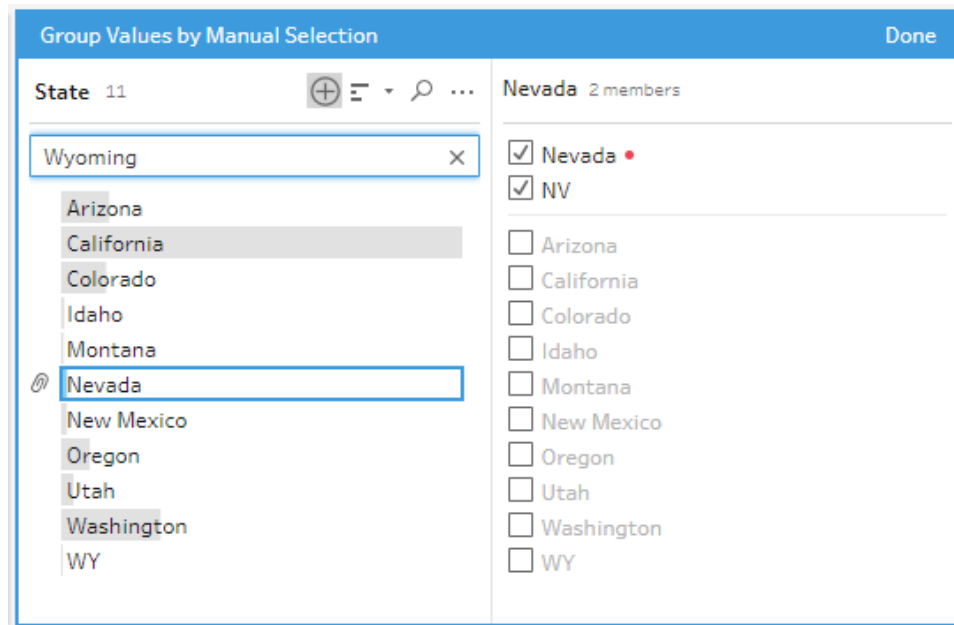 Group Values by Manual Selection Done
State 11
Wyoming
Arizona
California
Colorado
Idaho
Montana
Nevada
New Mexico
Oregon
Utah
Washington
WY
Nevada 2 members
Nevada
NV
Arizona
California
Colorado
Idaho
Montana
New Mexico
Oregon
Utah
Washington
WY